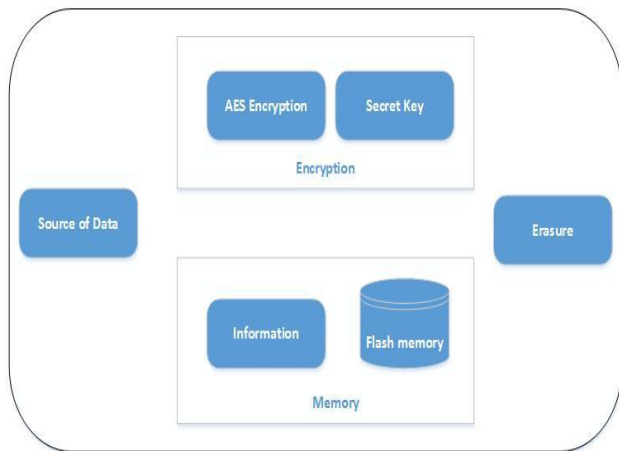 AES Encryption
Secret Key
Encryption
Source of Data
Erasure
Information
Flash memory
Memory